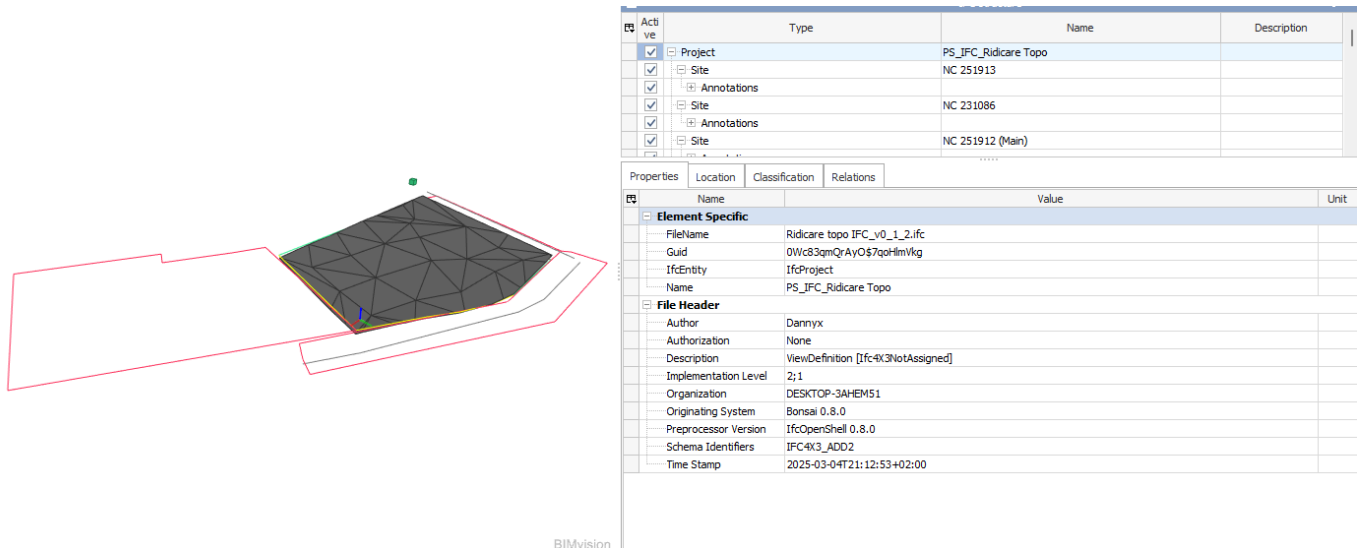 Acti
ve
Type
Name
Description
Project
PS_IFC_Ridicare Topo
Site
NC 251913
Annotations
Site
NC 231086
Annotations
Site
NC 251912 (Main)
Properties
Location
Classification
Relations
Name
Value
Unit
Element Specific
FileName
Ridicare topo IFC_v0_1_2.ifc
Guid
0Wc83qmQrAyO$7qoHlmVkg
IfcEntity
IfcProject
Name
PS_IFC_Ridicare Topo
File Header
Author
Dannyx
Authorization
None
Description
ViewDefinition [Ifc4X3NotAssigned]
Implementation Level
2;1
Organization
DESKTOP-3AHEM51
Originating System
Bonsai 0.8.0
Preprocessor Version
IfcOpenShell 0.8.0
Schema Identifiers
IFC4X3_ADD2
Time Stamp
2025-03-04T21:12:53+02:00
BIMvision